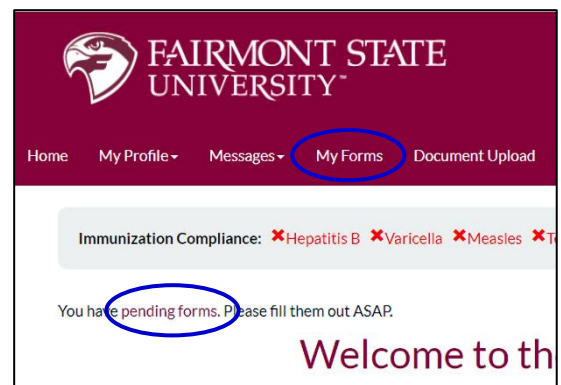 FAIRMONT STATE
UNIVERSITY™
Home My Profile Messages My Forms Document Upload
Immunization Compliance: ✖Hepatitis B ✖Varicella ✖Measles ✖T
You have pending forms. Please fill them out ASAP.
Welcome to th